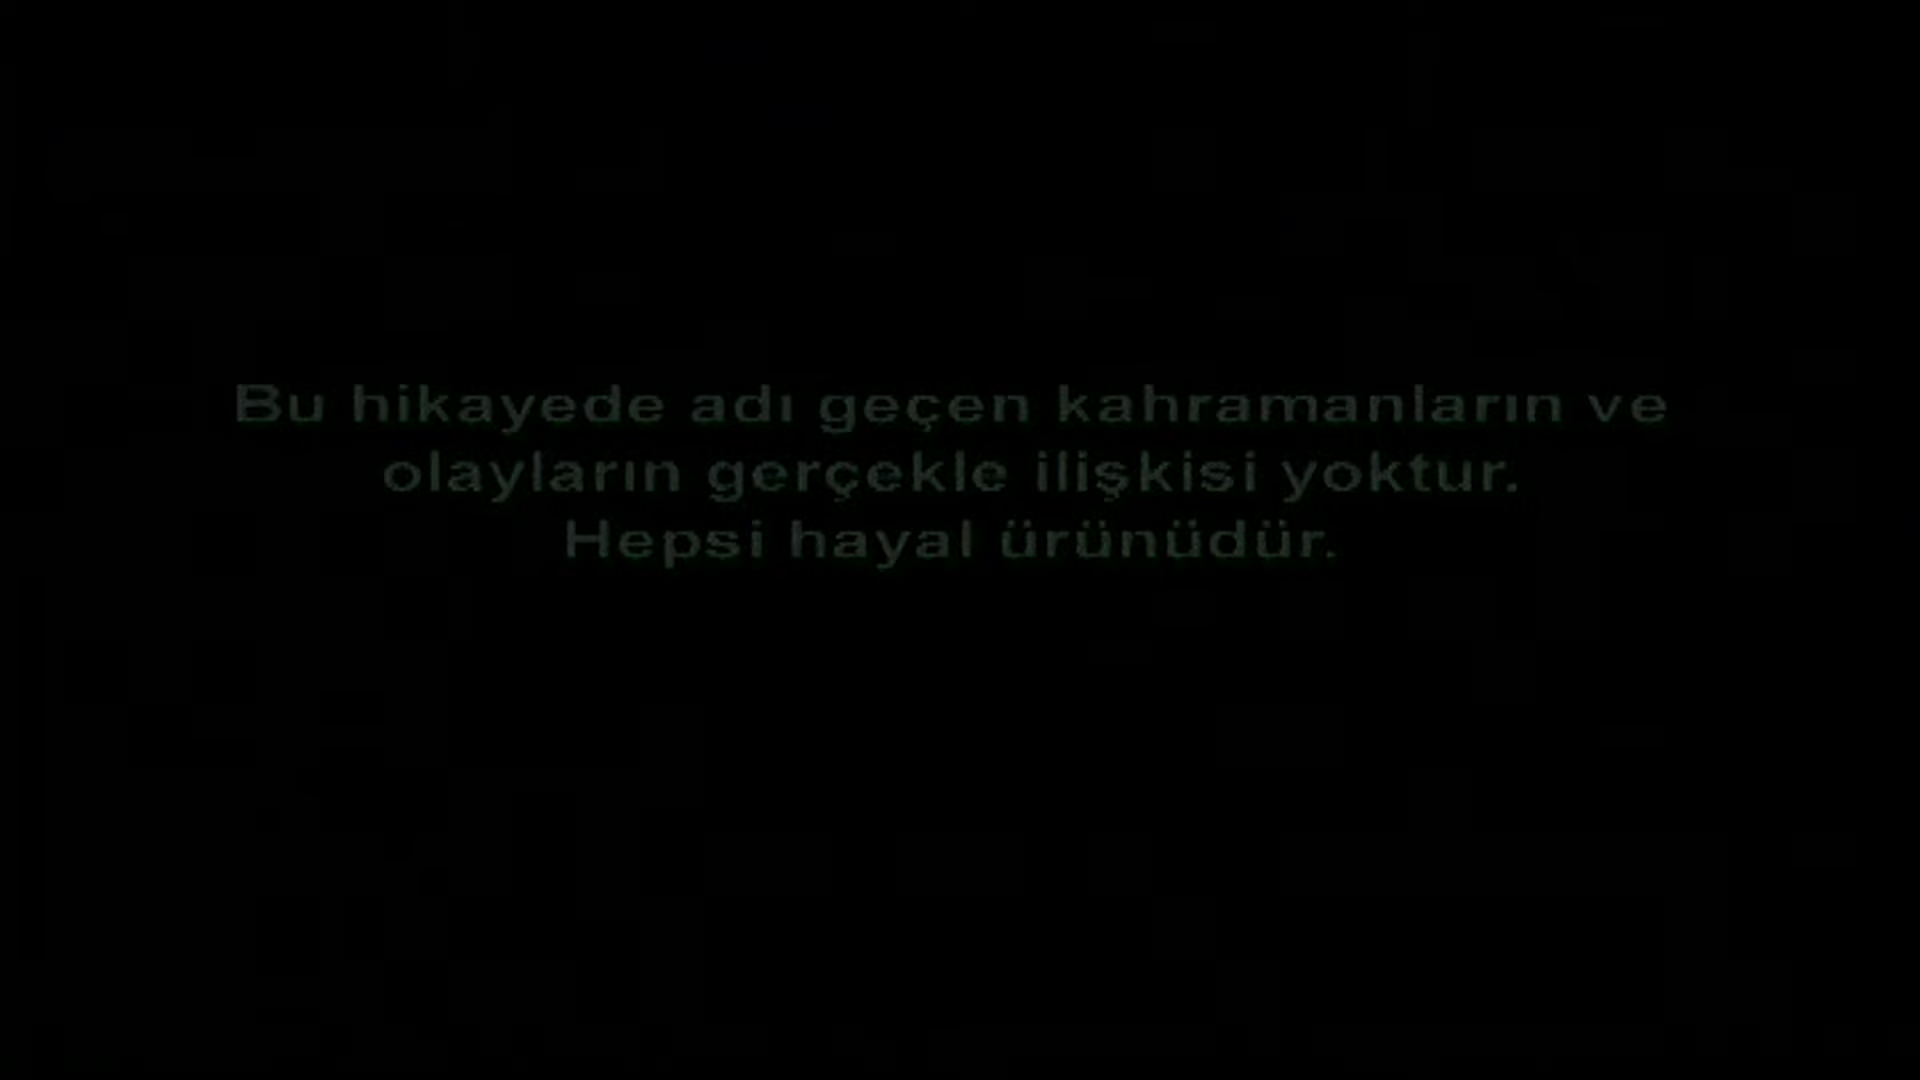 Bu hikayede adı geçen kahramanların ve
olayların gerçekle ilişkisi yoktur.
Hepsi hayal ürünüdür.